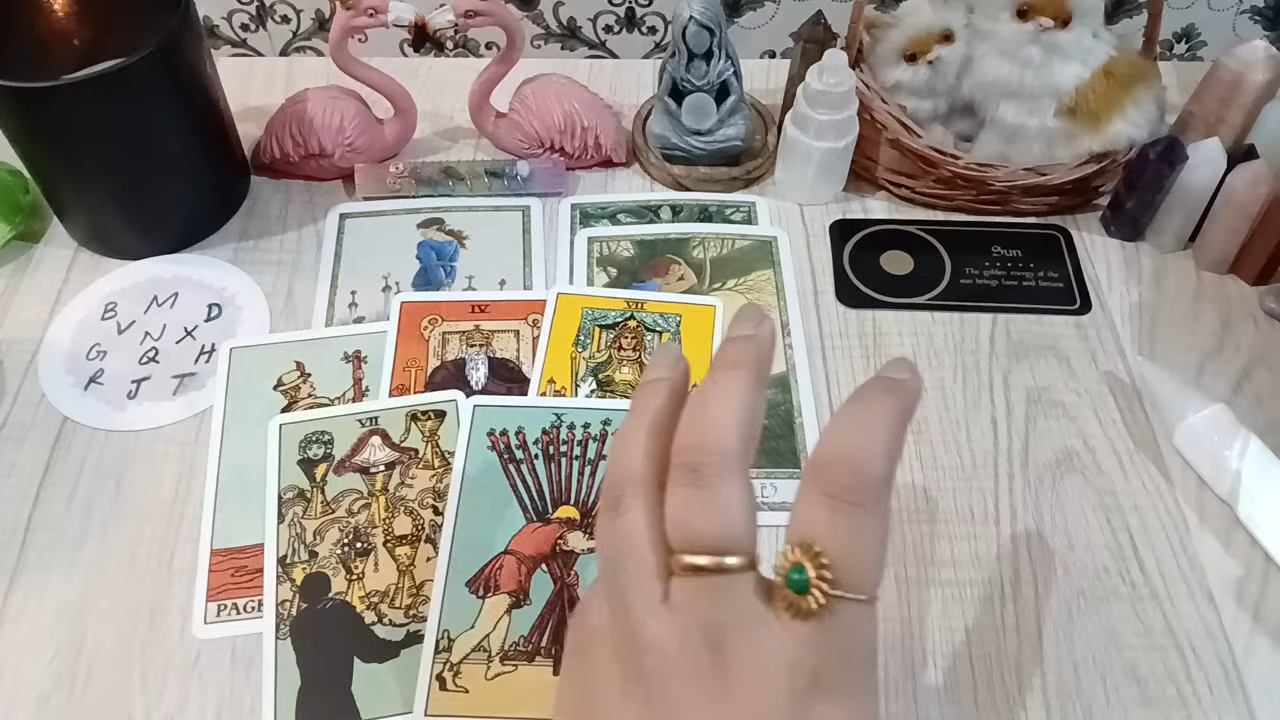 Sun
The golden energy of the
sun brings fame and fortune
B M D
V N X
G Q H
R J T
IV
VII
PAGE
VII
X